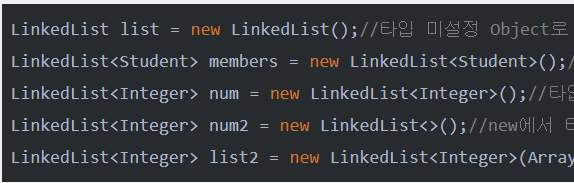 LinkedList list = new LinkedList();//타입 미설정 Object로
LinkedList<Student> members = new LinkedList<Student>();/
LinkedList<Integer> num = new LinkedList<Integer>();//타입
LinkedList<Integer> num2 = new LinkedList<>();//new에서
LinkedList<Integer> list2 = new LinkedList<Integer>(Array